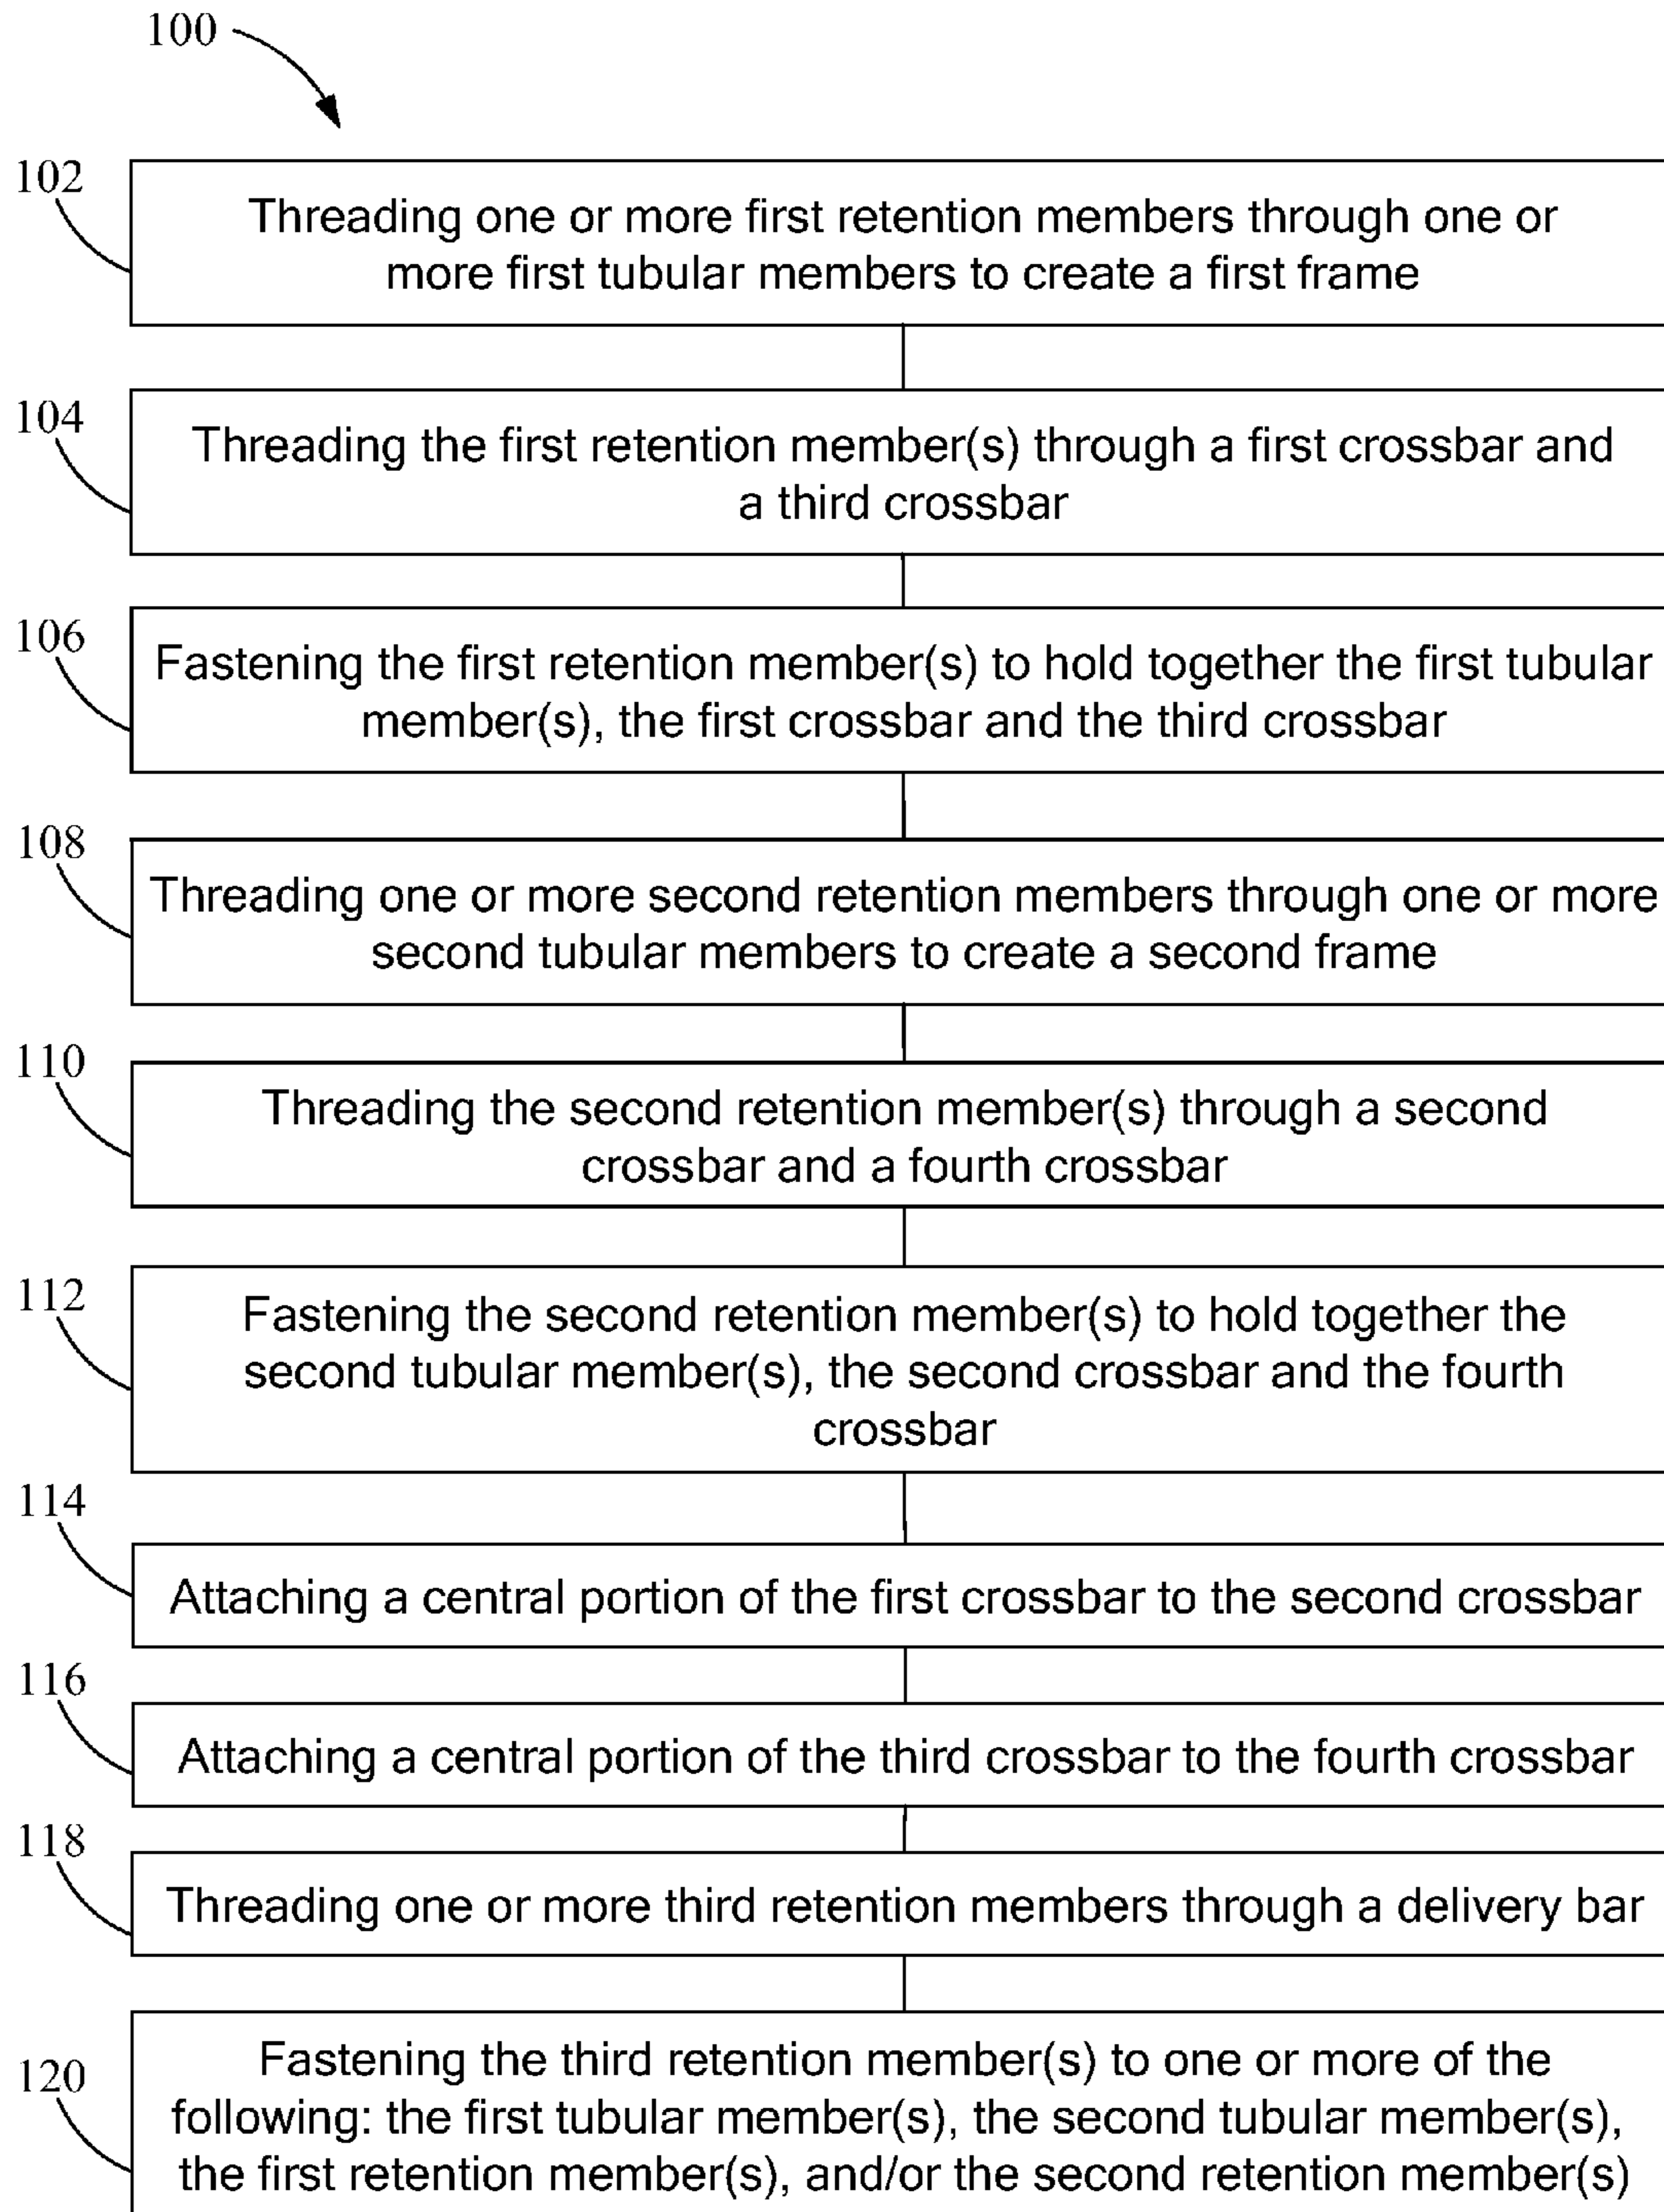 100
102
Threading one or more first retention members through one or
more first tubular members to create a first frame
104
Threading the first retention member(s) through a first crossbar and
a third crossbar
106
Fastening the first retention member(s) to hold together the first tubular
member(s), the first crossbar and the third crossbar
108
Threading one or more second retention members through one or more
second tubular members to create a second frame
110
Threading the second retention member(s) through a second
crossbar and a fourth crossbar
112
Fastening the second retention member(s) to hold together the
second tubular member(s), the second crossbar and the fourth
crossbar
114
Attaching a central portion of the first crossbar to the second crossbar
116
Attaching a central portion of the third crossbar to the fourth crossbar
118
Threading one or more third retention members through a delivery bar
120
Fastening the third retention member(s) to one or more of the
following: the first tubular member(s), the second tubular member(s),
the first retention member(s), and/or the second retention member(s)